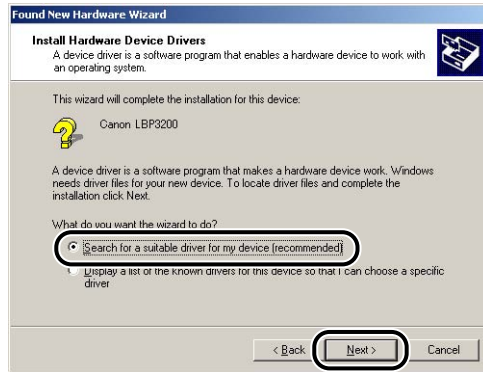 Found New Hardware Wizard
Install Hardware Device Drivers
A device driver is a software program that enables a hardware device to work with
an operating system.
This wizard will complete the installation for this device:
Canon LBP3200
A device driver is a software program that makes a hardware device work. Windows
needs driver files for your new device. To locate driver files and complete the
installation click Next.
What do you want the wizard to do?
Search for a suitable driver for my device (recommended)
Display a list of the known drivers for this device so that I can choose a specific
driver
< Back Next > Cancel